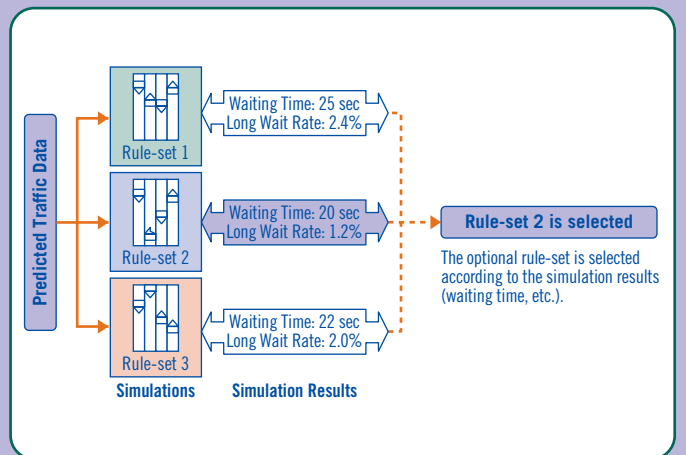 Predicted Traffic Data
Rule-set 1
Waiting Time: 25 sec
Long Wait Rate: 2.4%
Rule-set 2
Waiting Time: 20 sec
Long Wait Rate: 1.2%
Rule-set 3
Waiting Time: 22 sec
Long Wait Rate: 2.0%
Simulations
Simulation Results
Rule-set 2 is selected
The optional rule-set is selected
according to the simulation results
(waiting time, etc.).